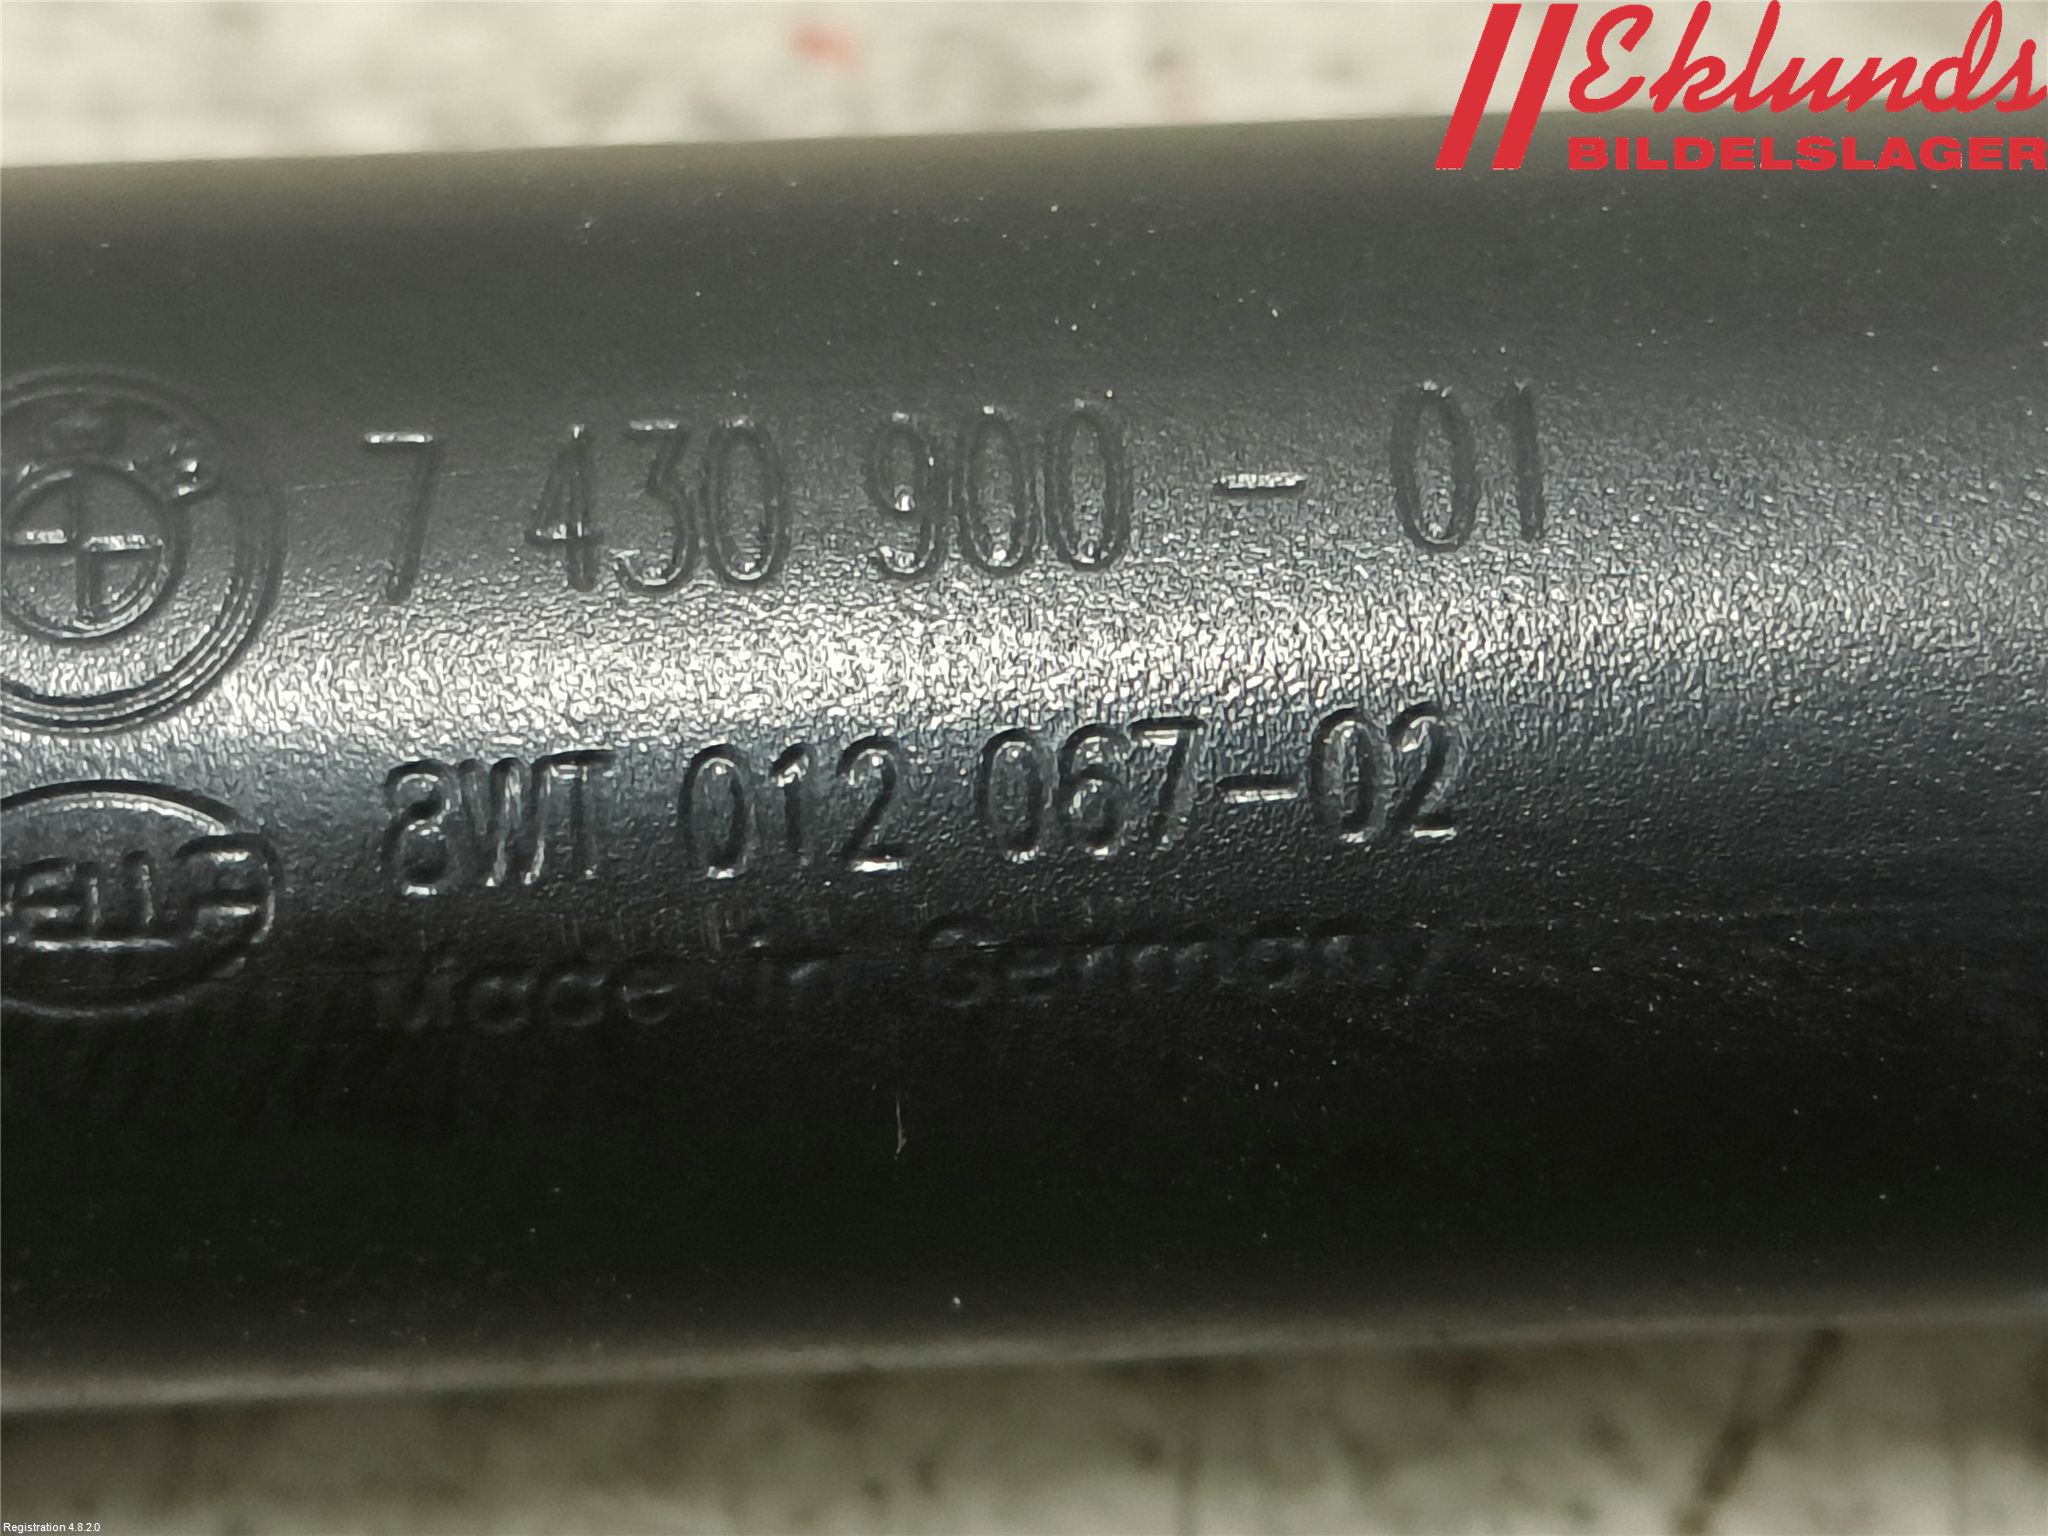 Eklunds
BILDELSLAGER
7 430 900 - 01
8WT 012 067-02
Made in Germany
Registration 4.8.2.0